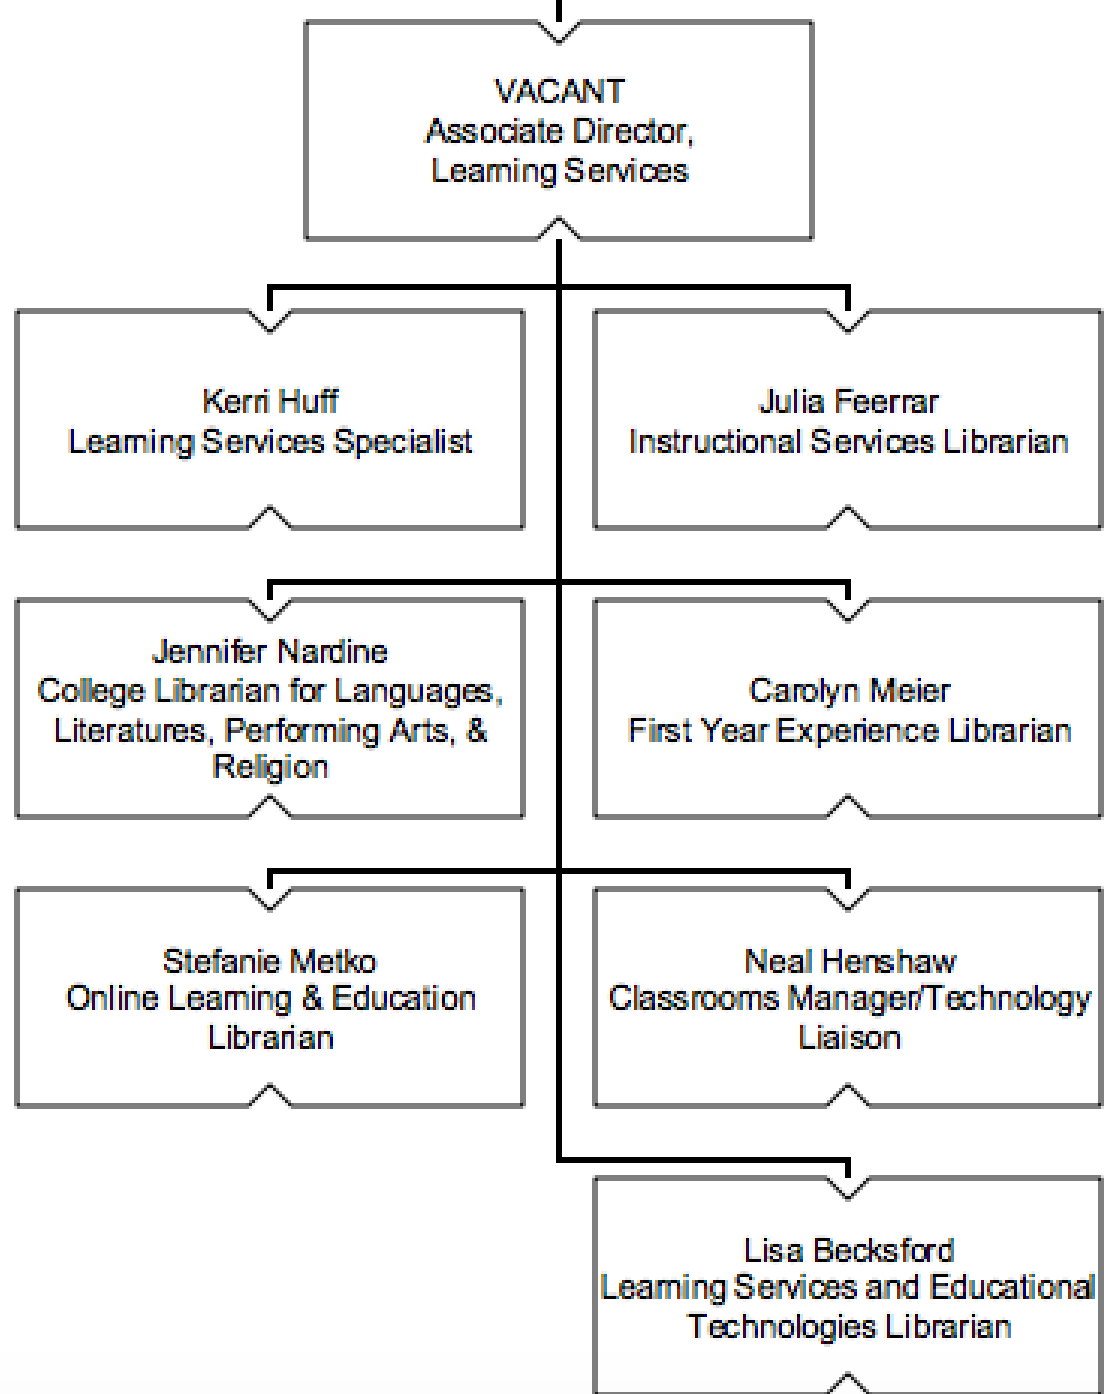 VACANT
Associate Director,
Learning Services
Kerri Huff
Learning Services Specialist
Julia Feerrar
Instructional Services Librarian
Jennifer Nardine
College Librarian for Languages,
Literatures, Performing Arts, &
Religion
Carolyn Meier
First Year Experience Librarian
Stefanie Metko
Online Learning & Education
Librarian
Neal Henshaw
Classrooms Manager/Technology
Liaison
Lisa Becksford
Learning Services and Educational
Technologies Librarian